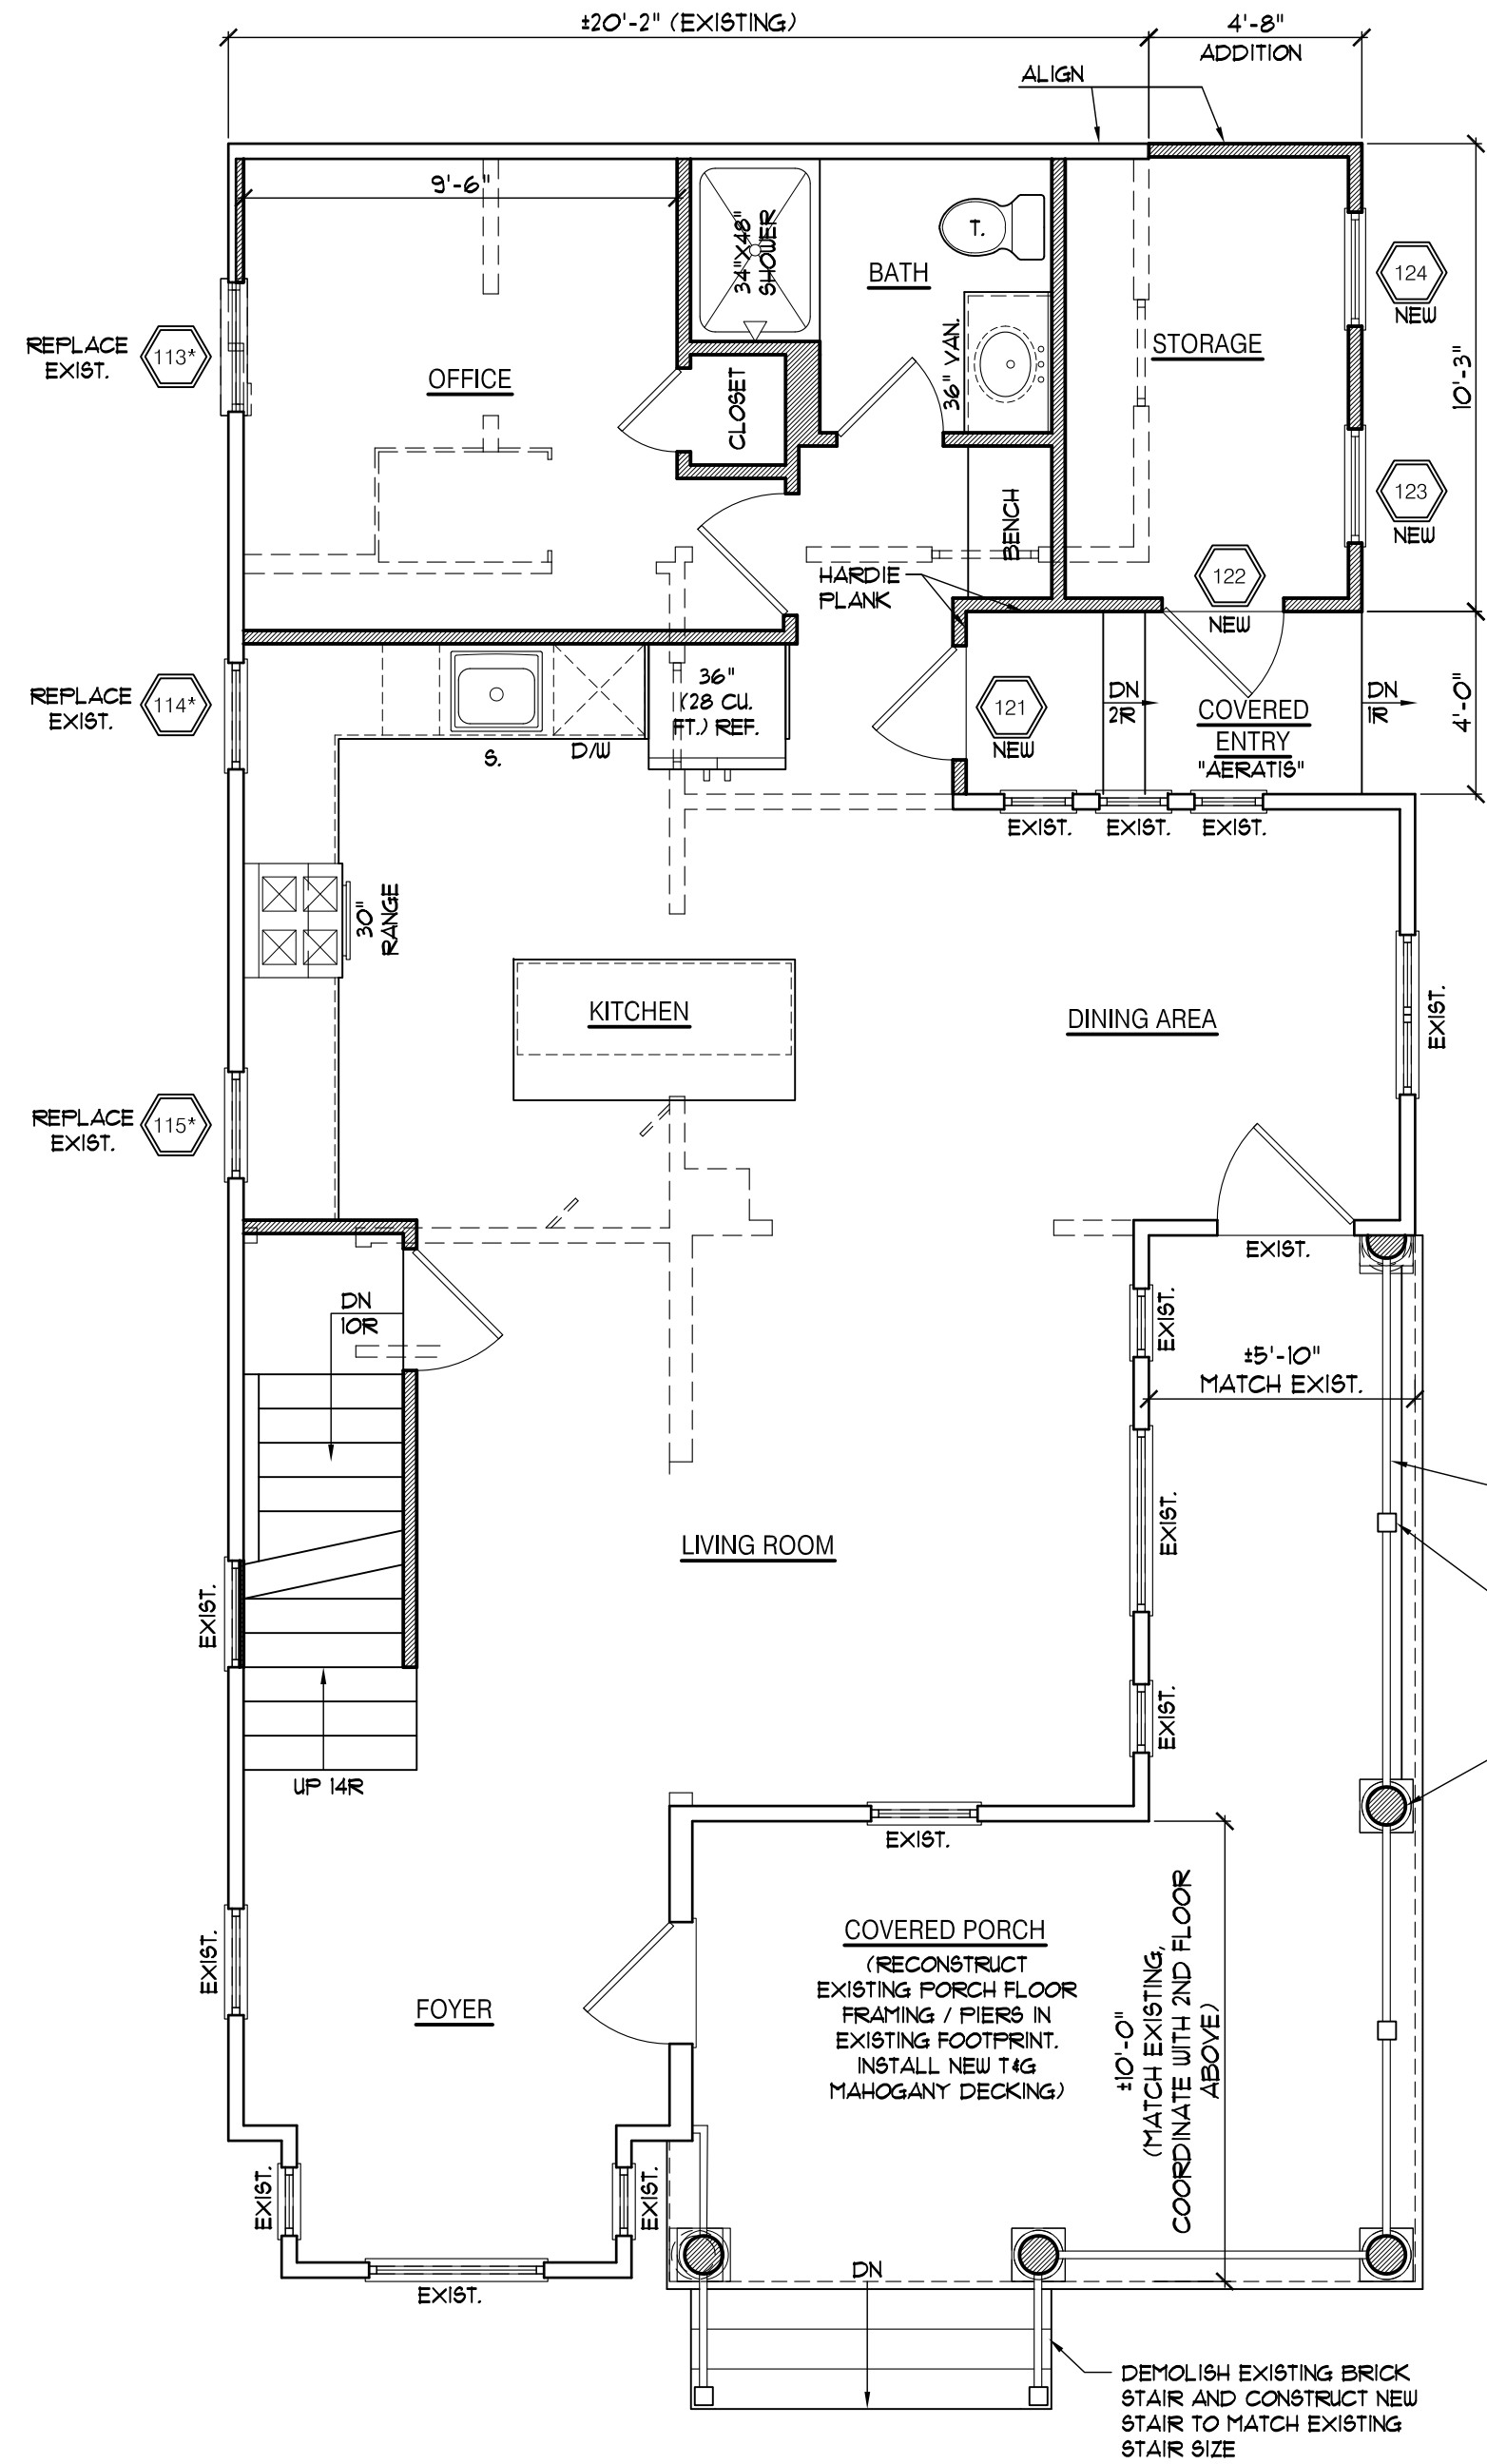 ±20'-2" (EXISTING)
4'-8"
ADDITION
ALIGN
9'-6"
34"X48"
SHOWER
T.
BATH
124
NEW
REPLACE
EXIST.
113*
OFFICE
CLOSET
36" VAN.
STORAGE
10'-3"
123
NEW
BENCH
HARDIE
PLANK
122
NEW
REPLACE
EXIST.
114*
36"
(28 CU.
FT.) REF.
S.
D/W
121
NEW
DN
2R
COVERED
ENTRY
"AERATIS"
DN
1R
4'-0"
EXIST.
EXIST.
EXIST.
30"
RANGE
KITCHEN
DINING AREA
EXIST.
REPLACE
EXIST.
115*
EXIST.
DN
10R
EXIST.
±5'-10"
MATCH EXIST.
EXIST.
LIVING ROOM
EXIST.
EXIST.
UP 14R
EXIST.
EXIST.
COVERED PORCH
(RECONSTRUCT
EXISTING PORCH FLOOR
FRAMING / PIERS IN
EXISTING FOOTPRINT.
INSTALL NEW T&G
MAHOGANY DECKING)
±10'-0"
(MATCH EXISTING,
COORDINATE WITH 2ND FLOOR
ABOVE)
FOYER
EXIST.
EXIST.
EXIST.
DN
DEMOLISH EXISTING BRICK
STAIR AND CONSTRUCT NEW
STAIR TO MATCH EXISTING
STAIR SIZE